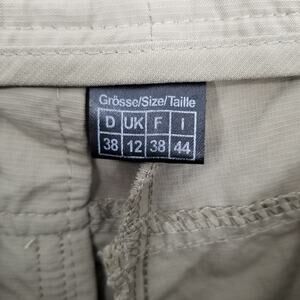 Grösse/Size/Taille
D UK F I
38 12 38 44